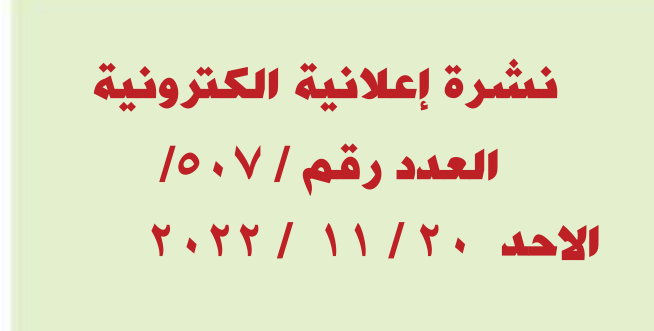 نشرة إعلانية الكترونية
العدد رقم / ٥٠٧/
الاحد ٢٠ / ١١ / ٢٠٢٢